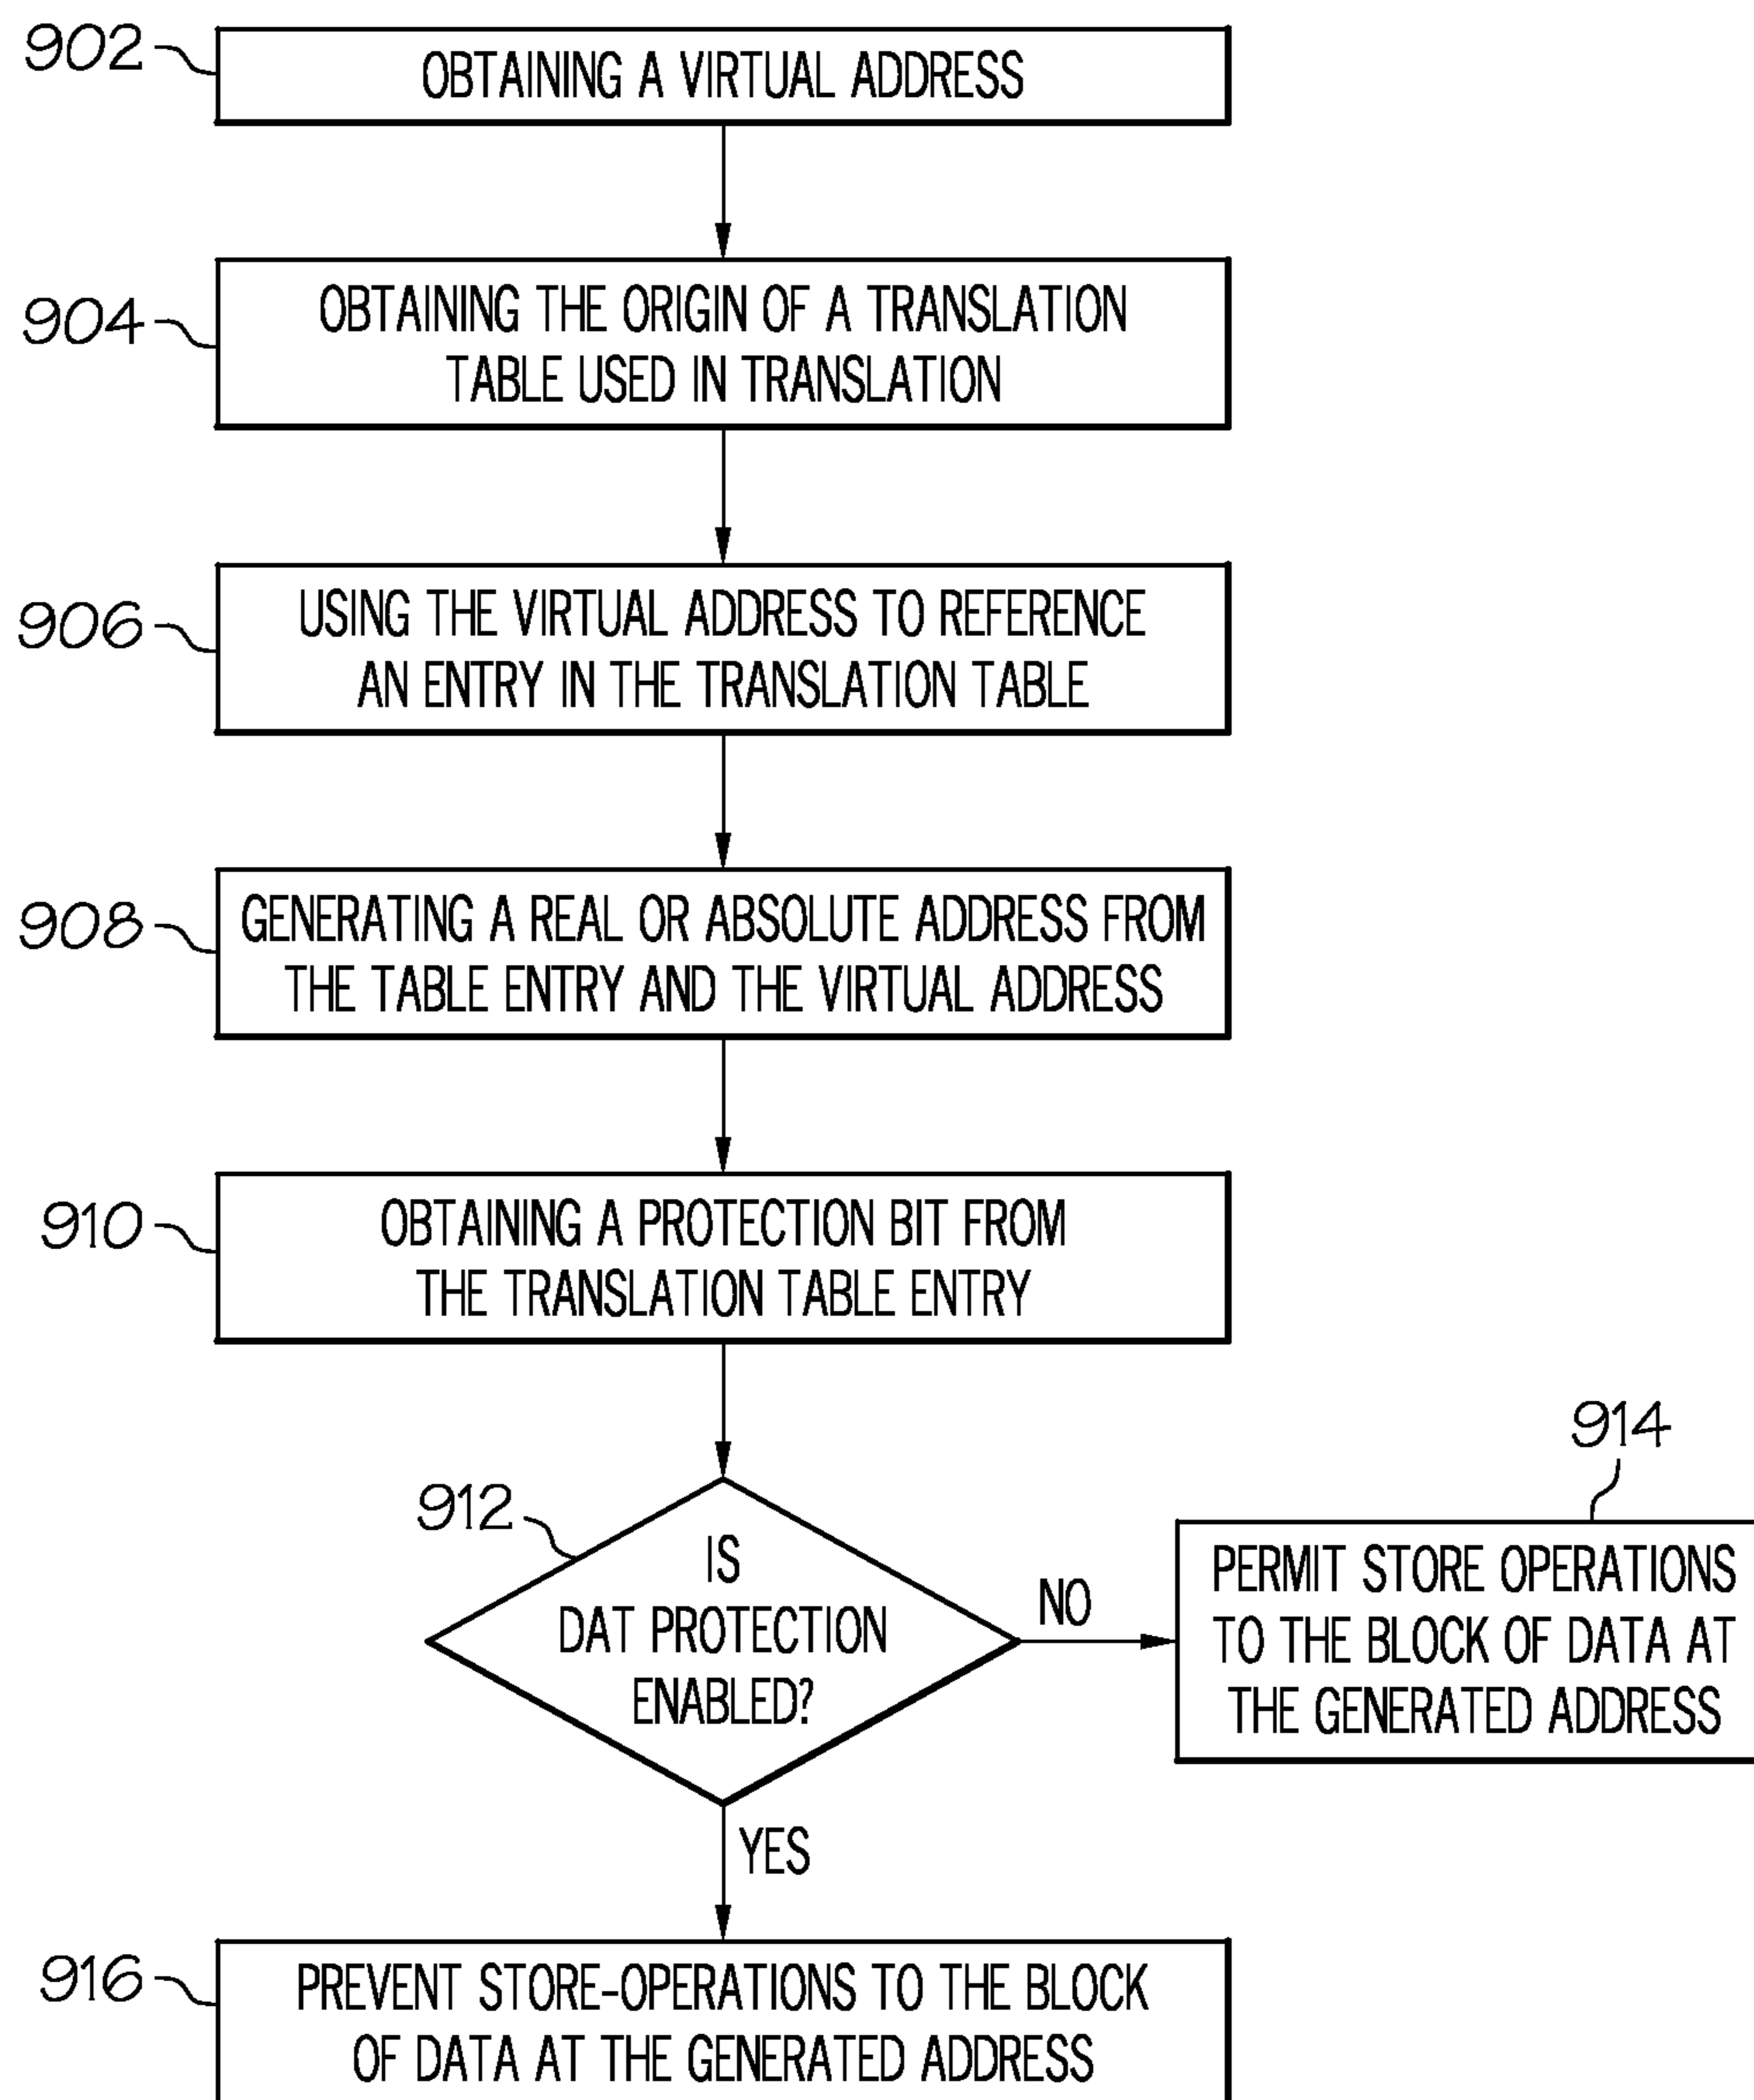 902
OBTAINING A VIRTUAL ADDRESS
904
OBTAINING THE ORIGIN OF A TRANSLATION
TABLE USED IN TRANSLATION
906
USING THE VIRTUAL ADDRESS TO REFERENCE
AN ENTRY IN THE TRANSLATION TABLE
908
GENERATING A REAL OR ABSOLUTE ADDRESS FROM
THE TABLE ENTRY AND THE VIRTUAL ADDRESS
910
OBTAINING A PROTECTION BIT FROM
THE TRANSLATION TABLE ENTRY
912
IS
DAT PROTECTION
ENABLED?
NO
914
PERMIT STORE OPERATIONS
TO THE BLOCK OF DATA AT
THE GENERATED ADDRESS
YES
916
PREVENT STORE-OPERATIONS TO THE BLOCK
OF DATA AT THE GENERATED ADDRESS